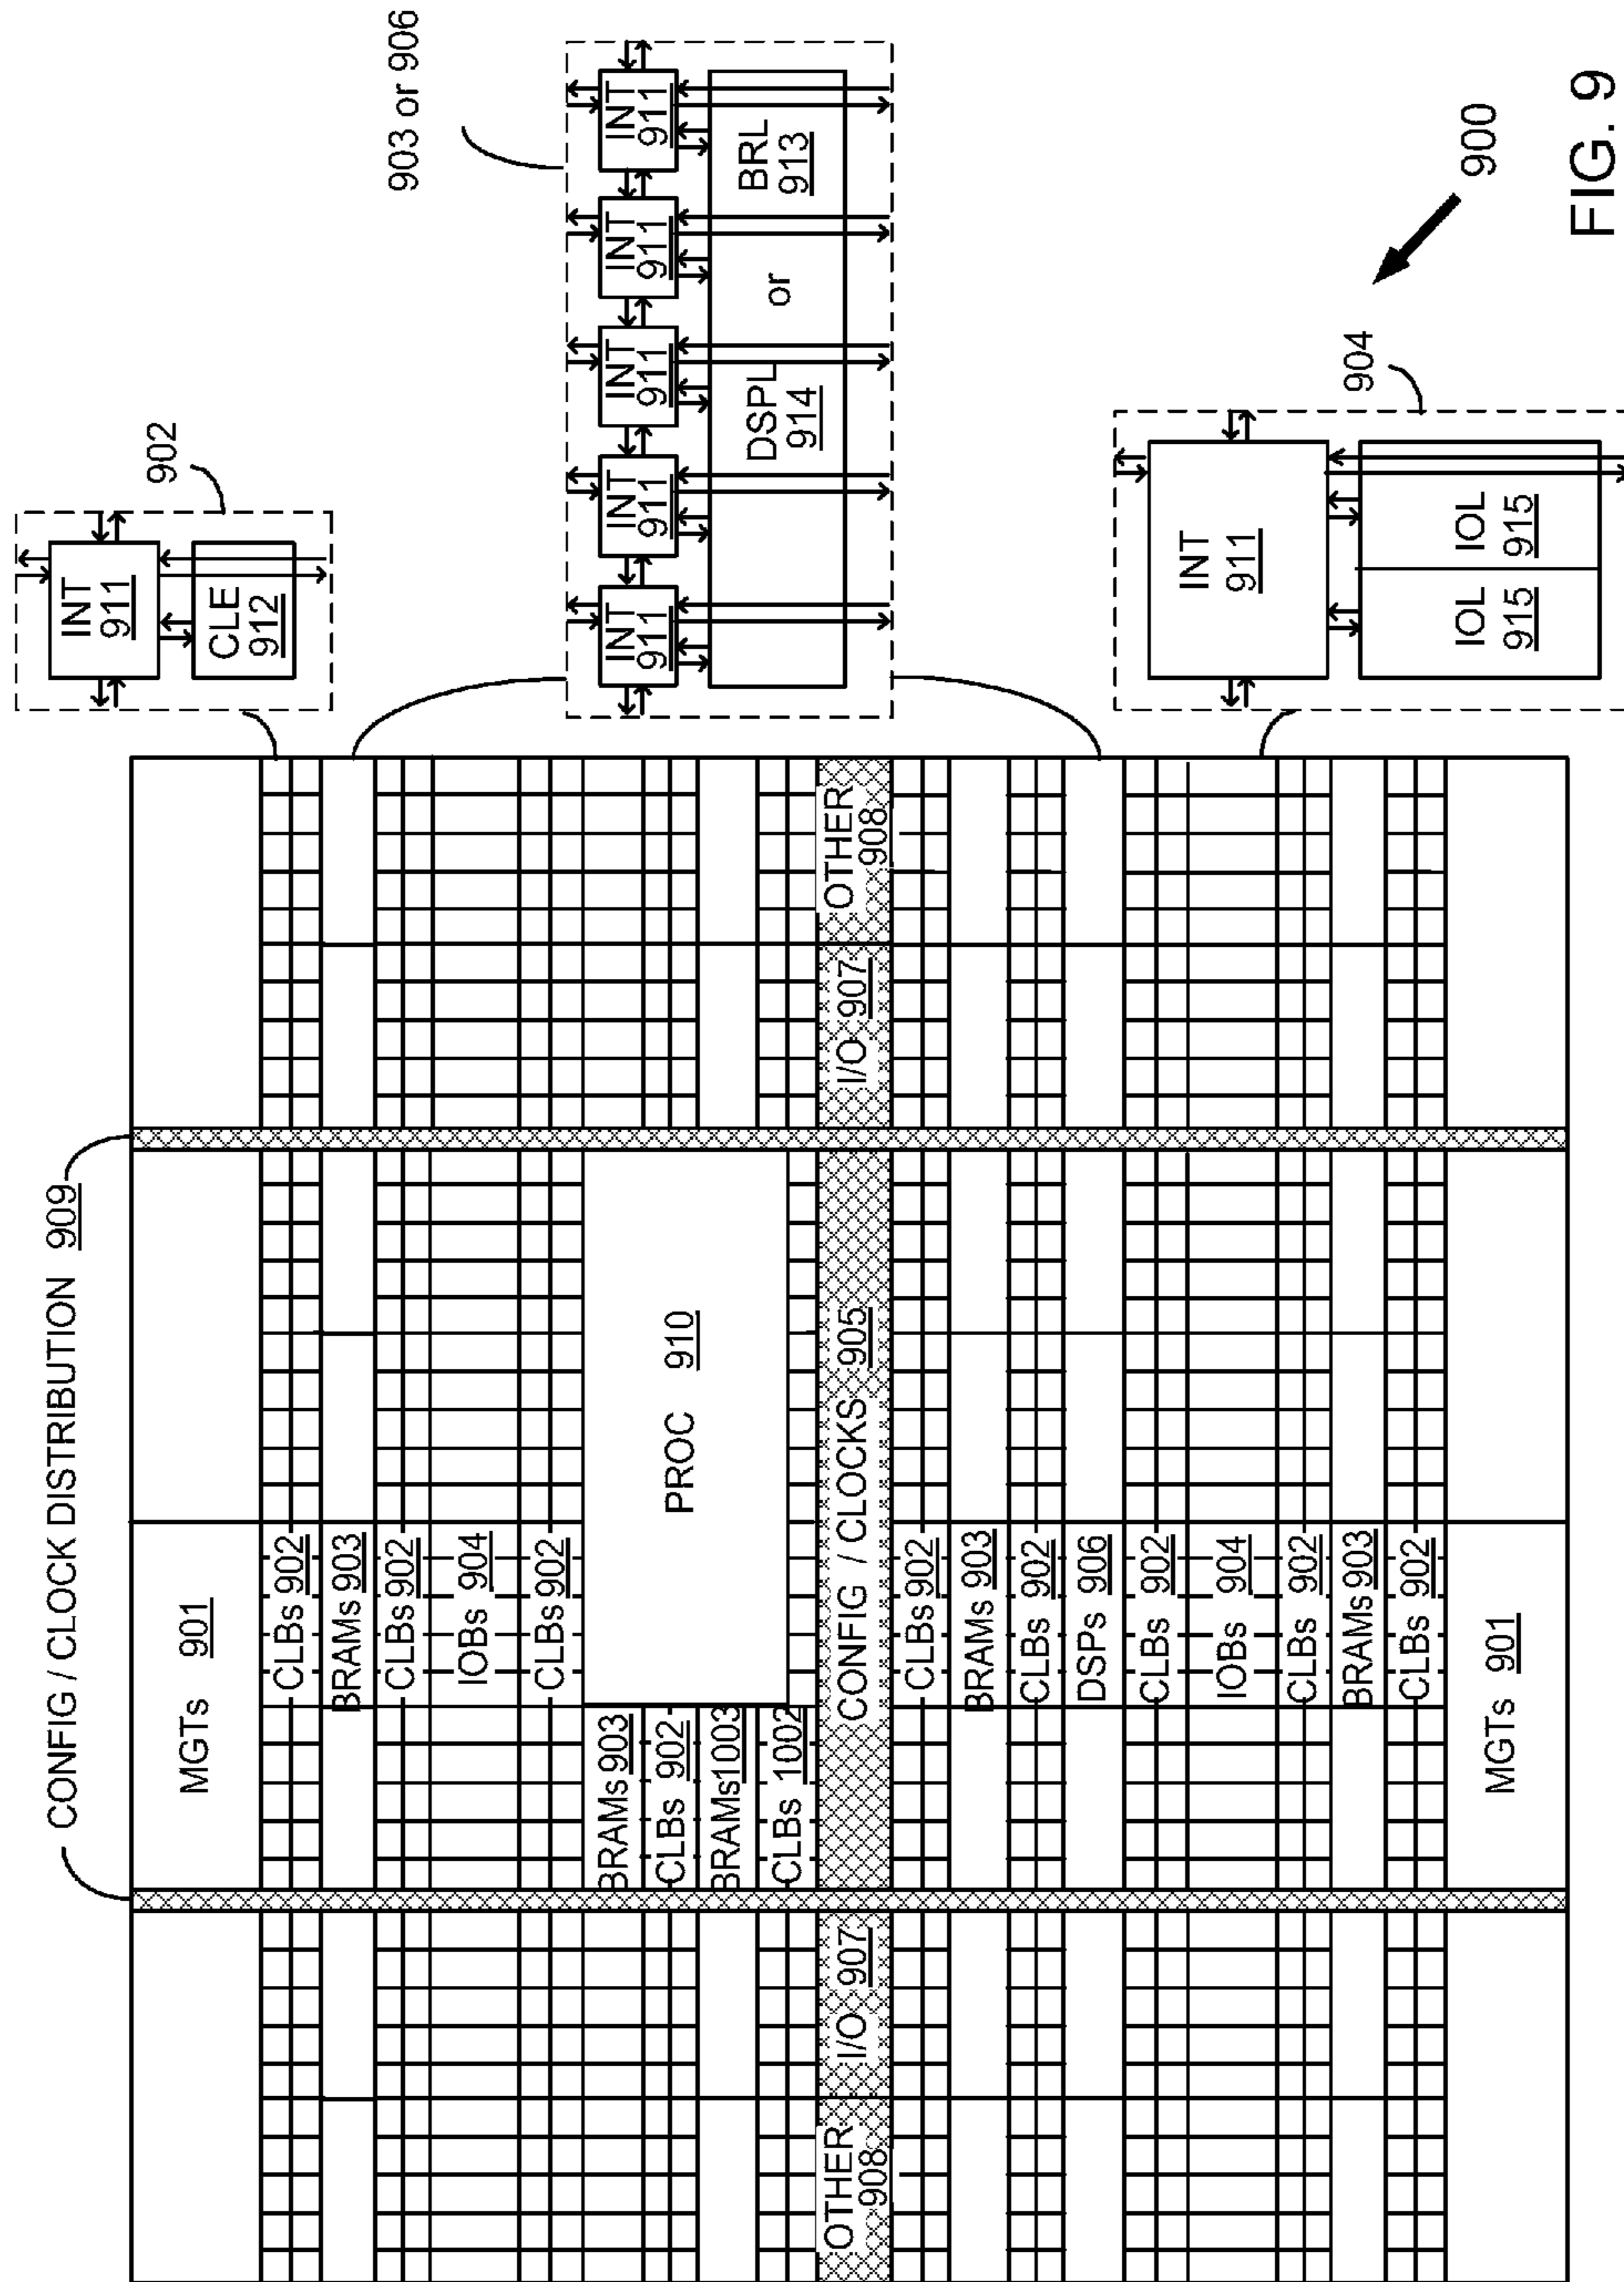 CONFIG / CLOCK DISTRIBUTION 909
MGTs 901
CLBs 902
BRAMs 903
CLBs 902
IOBs 904
CLBs 902
BRAMs 903
CLBs 902
BRAMs 1003
CLBs 1002
PROC 910
OTHER
908
I/O 907
CONFIG / CLOCKS 905
I/O 907
OTHER
908
CLBs 902
BRAMs 903
CLBs 902
DSPs 906
CLBs 902
IOBs 904
CLBs 902
BRAMs 903
CLBs 902
MGTs 901
902
INT
911
CLE
912
903 or 906
INT
911
INT
911
INT
911
INT
911
INT
911
DSPL
914
or
BRL
913
904
INT
911
IOL
915
IOL
915
900
FIG. 9